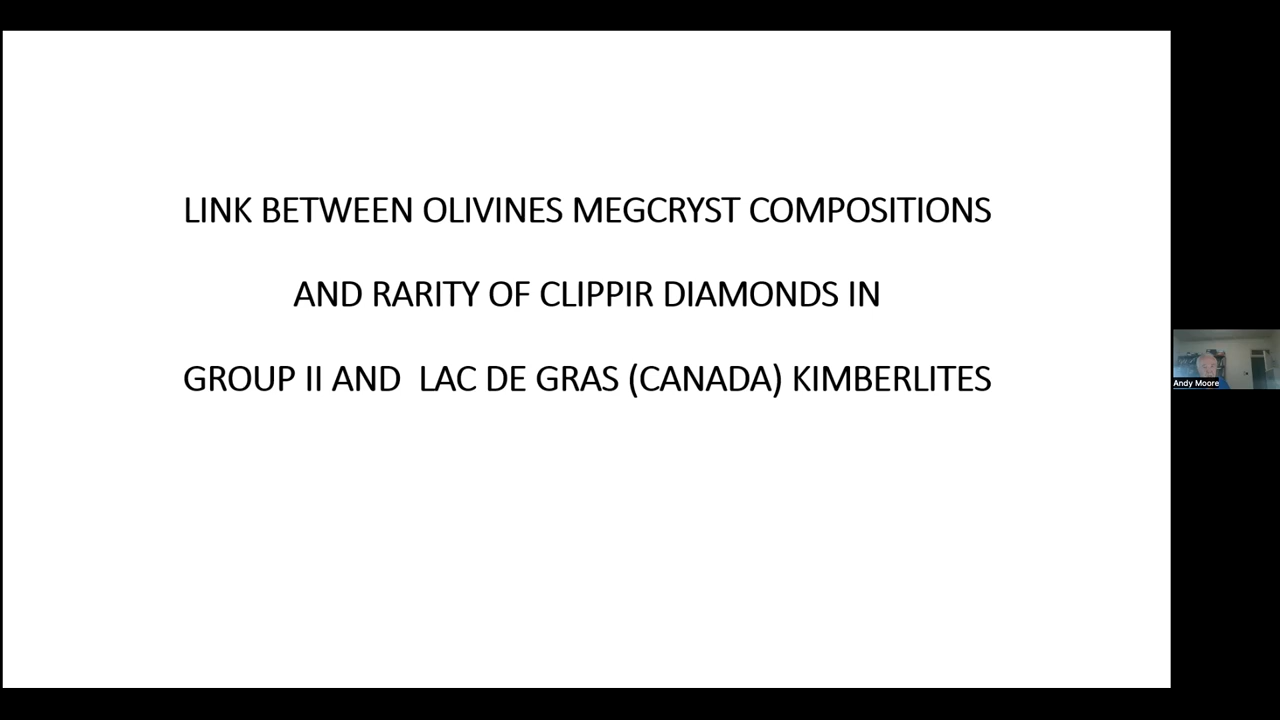 LINK BETWEEN OLIVINES MEGCRYST COMPOSITIONS
AND RARITY OF CLIPPIR DIAMONDS IN
GROUP II AND LAC DE GRAS (CANADA) KIMBERLITES
Andy Moore